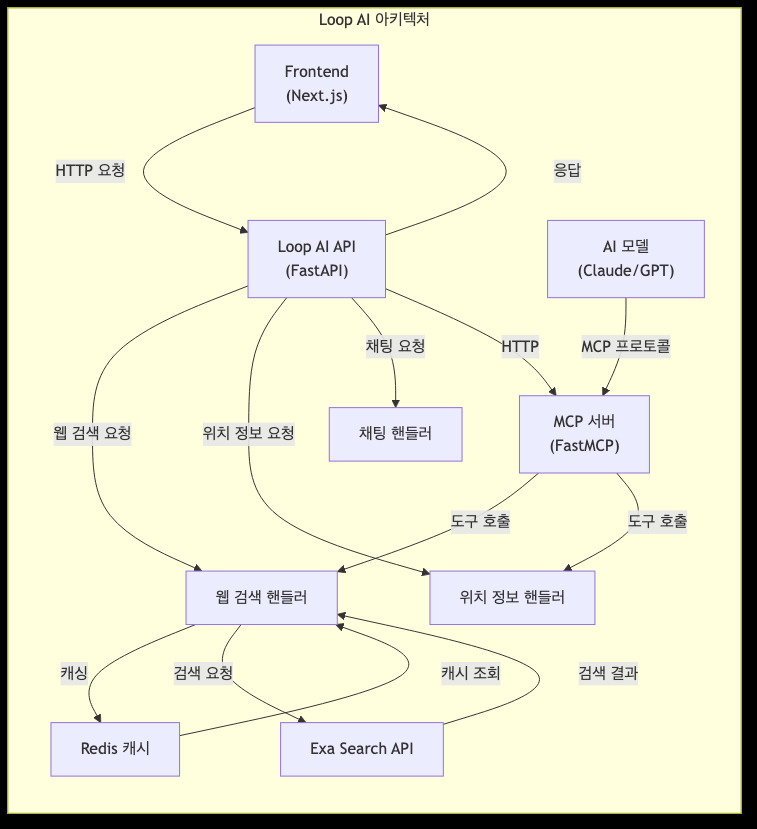 Loop AI 아키텍처
Frontend
(Next.js)
HTTP 요청
응답
Loop AI API
(FastAPI)
AI 모델
(Claude/GPT)
채팅 요청
HTTP
MCP 프로토콜
웹 검색 요청
위치 정보 요청
채팅 핸들러
MCP 서버
(FastMCP)
도구 호출
도구 호출
웹 검색 핸들러
위치 정보 핸들러
캐싱
검색 요청
캐시 조회
검색 결과
Redis 캐시
Exa Search API